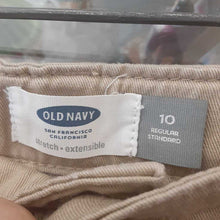 OLD NAVY
SAN FRANCISCO
CALIFORNIA
stretch • extensible
10
REGULAR
STANDARD